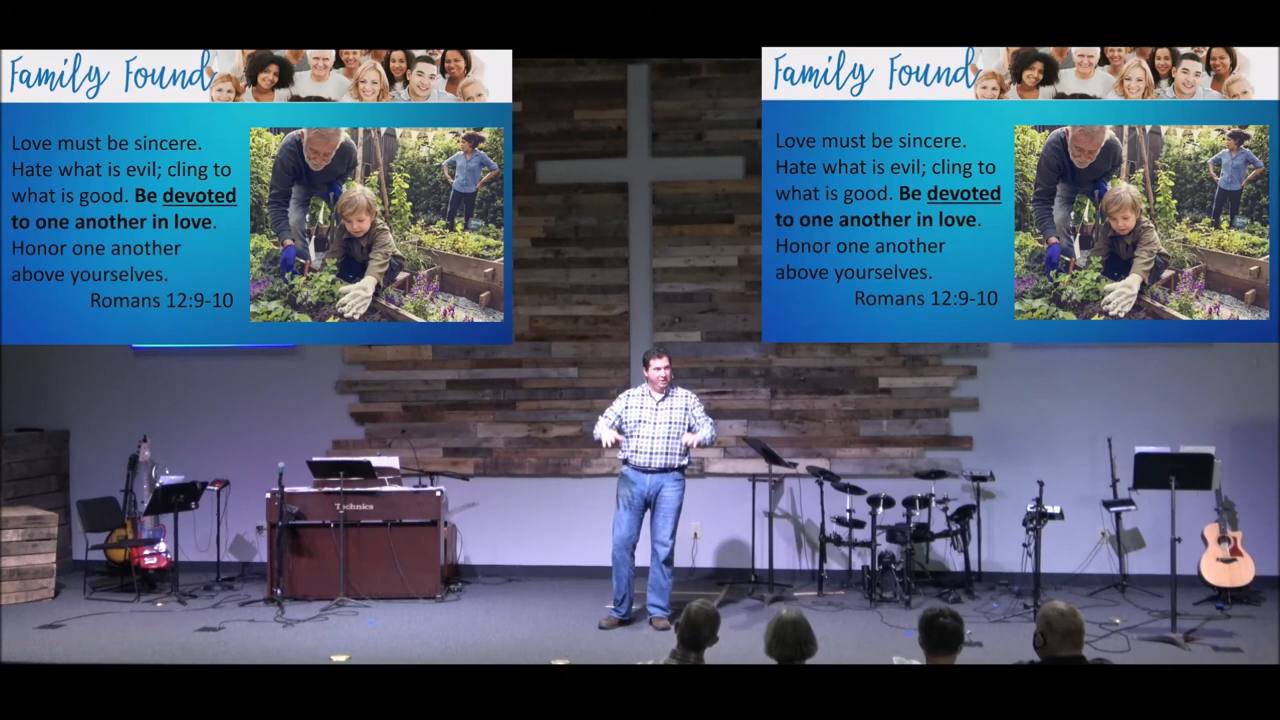 Family Found
Love must be sincere.
Hate what is evil; cling to
what is good. Be devoted
to one another in love.
Honor one another
above yourselves.
Romans 12:9-10
Family Found
Love must be sincere.
Hate what is evil; cling to
what is good. Be devoted
to one another in love.
Honor one another
above yourselves.
Romans 12:9-10
Technics